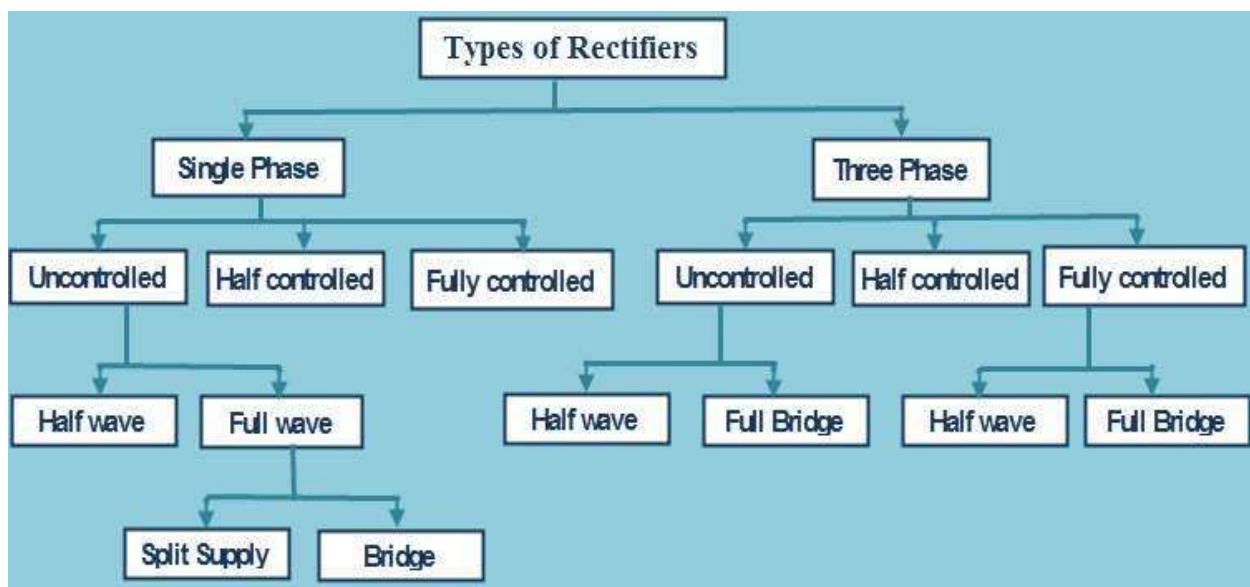 Types of Rectifiers
Single Phase
Three Phase
Uncontrolled
Half controlled
Fully controlled
Uncontrolled
Half controlled
Fully controlled
Half wave
Full wave
Half wave
Full Bridge
Half wave
Full Bridge
Split Supply
Bridge